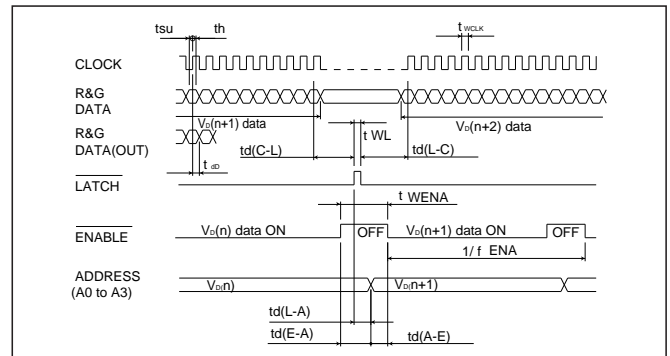 tsu th t WCLK
CLOCK
R&G
DATA
VD(n+1) data VD(n+2) data
R&G
DATA(OUT)
t WL
td(C-L) td(L-C)
t dD
LATCH
t WENA
ENABLE VD(n) data ON OFF VD(n+1) data ON OFF
1/ f ENA
ADDRESS
(A0 to A3) VD(n) VD(n+1)
td(L-A)
td(E-A) td(A-E)